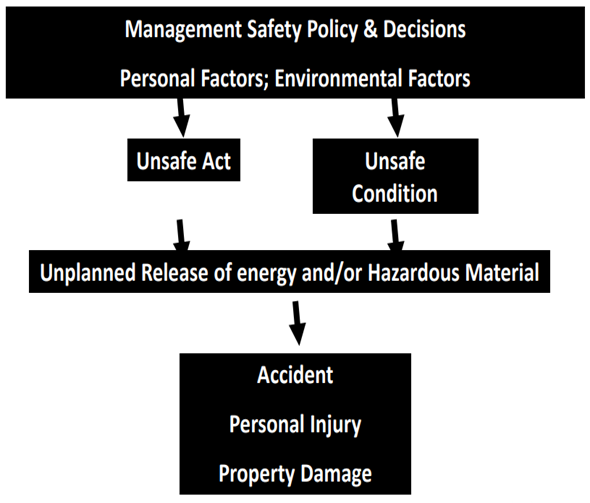 Management Safety Policy & Decisions
Personal Factors; Environmental Factors
Unsafe Act
Unsafe
Condition
Unplanned Release of energy and/or Hazardous Material
Accident
Personal Injury
Property Damage